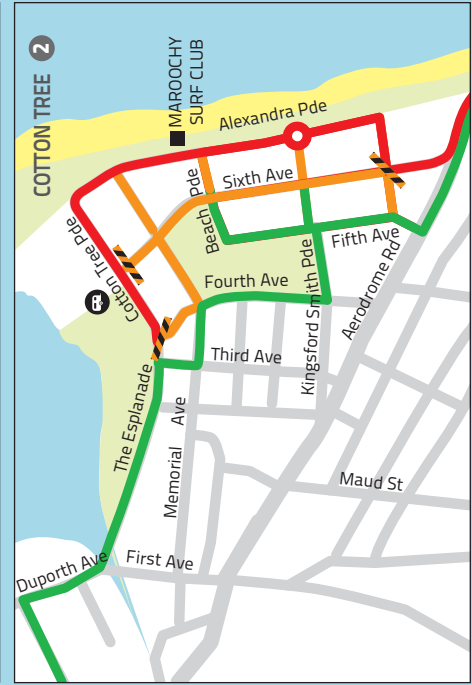 COTTON TREE 2
MAROOCHY
SURF CLUB
Alexandra Pde
Sixth Ave
Beach Pde
Cotton Tree Pde
Fifth Ave
Fourth Ave
Kingsford Smith Pde
Aerodrome Rd
Third Ave
The Esplanade
Memorial Ave
Maud St
First Ave
Duporth Ave